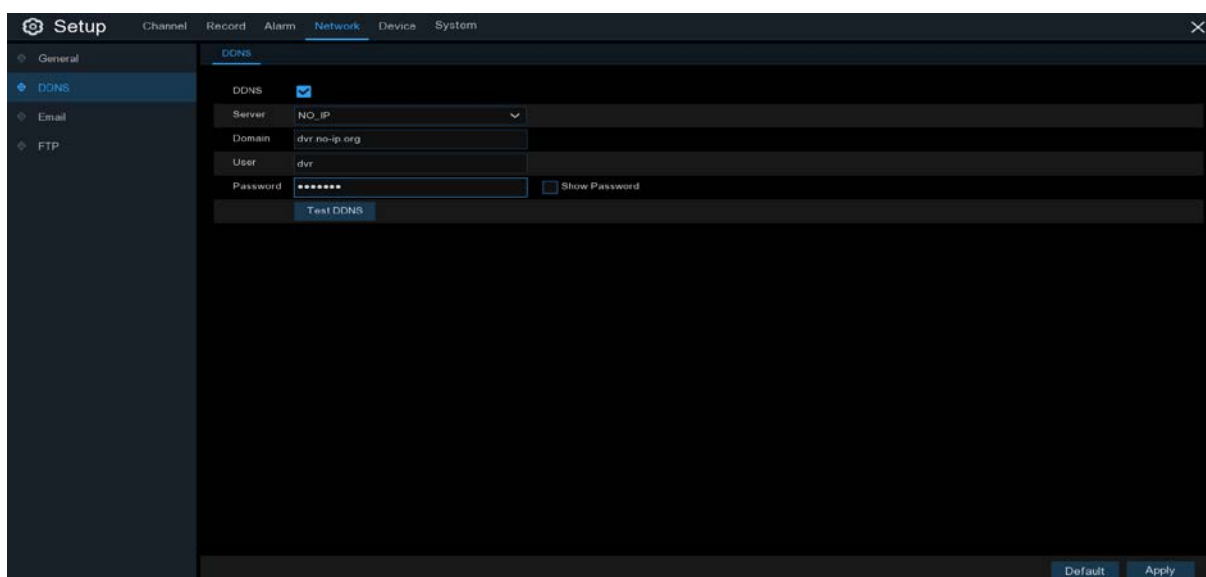 Setup Channel Record Alarm Network Device System
General
DDNS
Email
FTP
DDNS
DDNS
Server NO_IP
Domain dvr.no-ip.org
User dvr
Password ••••••• Show Password
Test DDNS
Default Apply